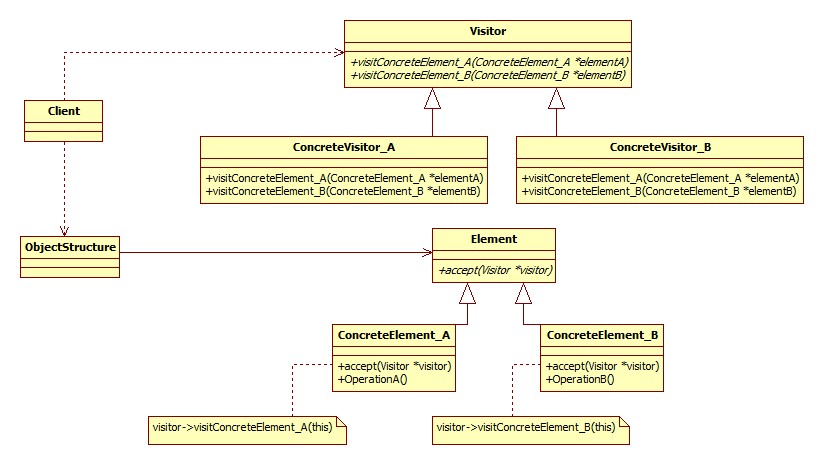 Visitor
+visitConcreteElement_A(ConcreteElement_A *elementA)
+visitConcreteElement_B(ConcreteElement_B *elementB)
Client
ConcreteVisitor_A
+visitConcreteElement_A(ConcreteElement_A *elementA)
+visitConcreteElement_B(ConcreteElement_B *elementB)
ConcreteVisitor_B
+visitConcreteElement_A(ConcreteElement_A *elementA)
+visitConcreteElement_B(ConcreteElement_B *elementB)
ObjectStructure
Element
+accept(Visitor *visitor)
ConcreteElement_A
+accept(Visitor *visitor)
+OperationA()
ConcreteElement_B
+accept(Visitor *visitor)
+OperationB()
visitor->visitConcreteElement_A(this)
visitor->visitConcreteElement_B(this)